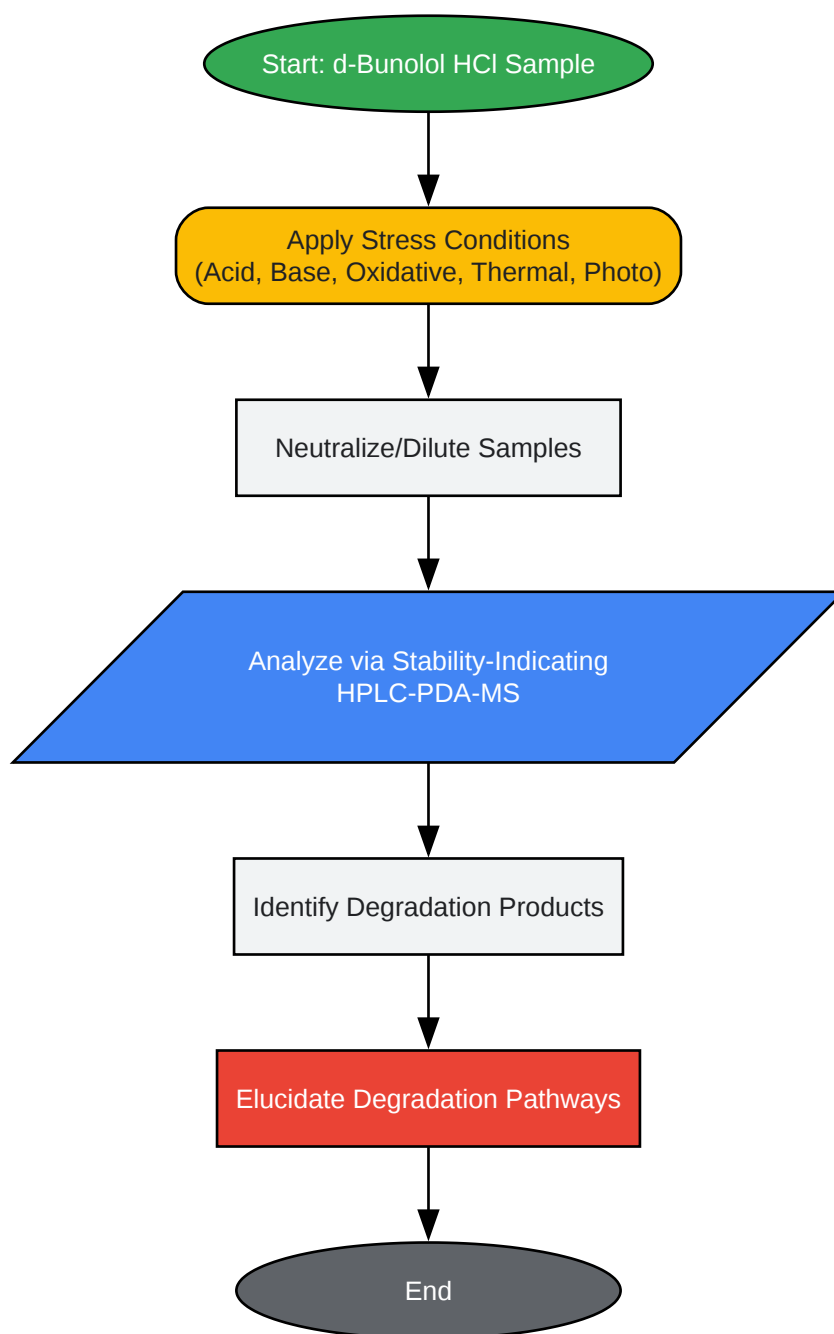 Start: d-Bunolol HCl Sample
Apply Stress Conditions
(Acid, Base, Oxidative, Thermal, Photo)
Neutralize/Dilute Samples
Analyze via Stability-Indicating
HPLC-PDA-MS
Identify Degradation Products
Elucidate Degradation Pathways
End